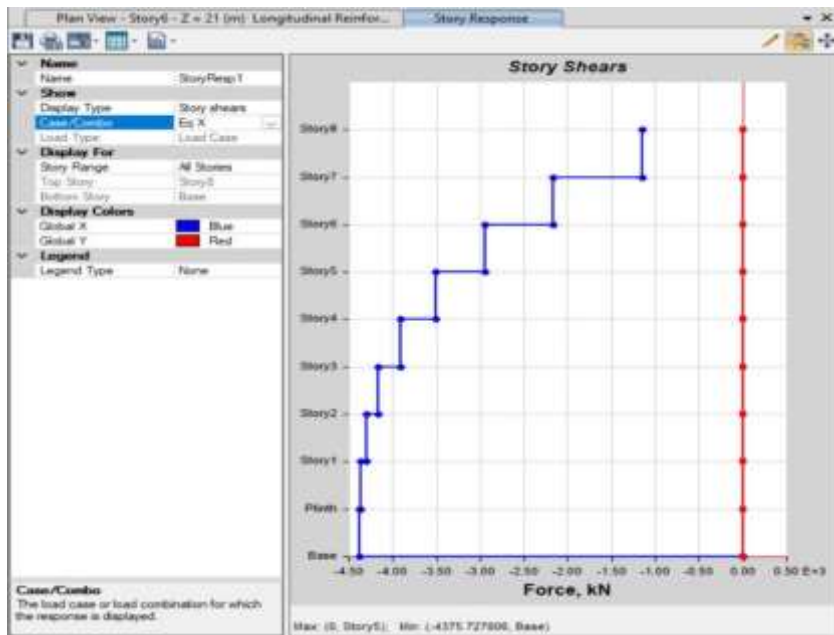 Plan View - Story6 - Z = 21 (m) Longitudinal Reinfor...
Story Response
Name
Name StoryResp1
Show
Display Type Story shears
Case/Combo Eq X
Load Type Load Case
Display For
Story Range All Stories
Top Story Story8
Bottom Story Base
Display Colors
Global X Blue
Global Y Red
Legend
Legend Type None
Case/Combo
The load case or load combination for which
the response is displayed.
Story Shears
Story8
Story7
Story6
Story5
Story4
Story3
Story2
Story1
Plinth
Base
-4.50 -4.00 -3.50 -3.00 -2.50 -2.00 -1.50 -1.00 -0.50 0.00 0.50 E+3
Force, kN
Max: (0, Story5); Min: (-4375.727806, Base)